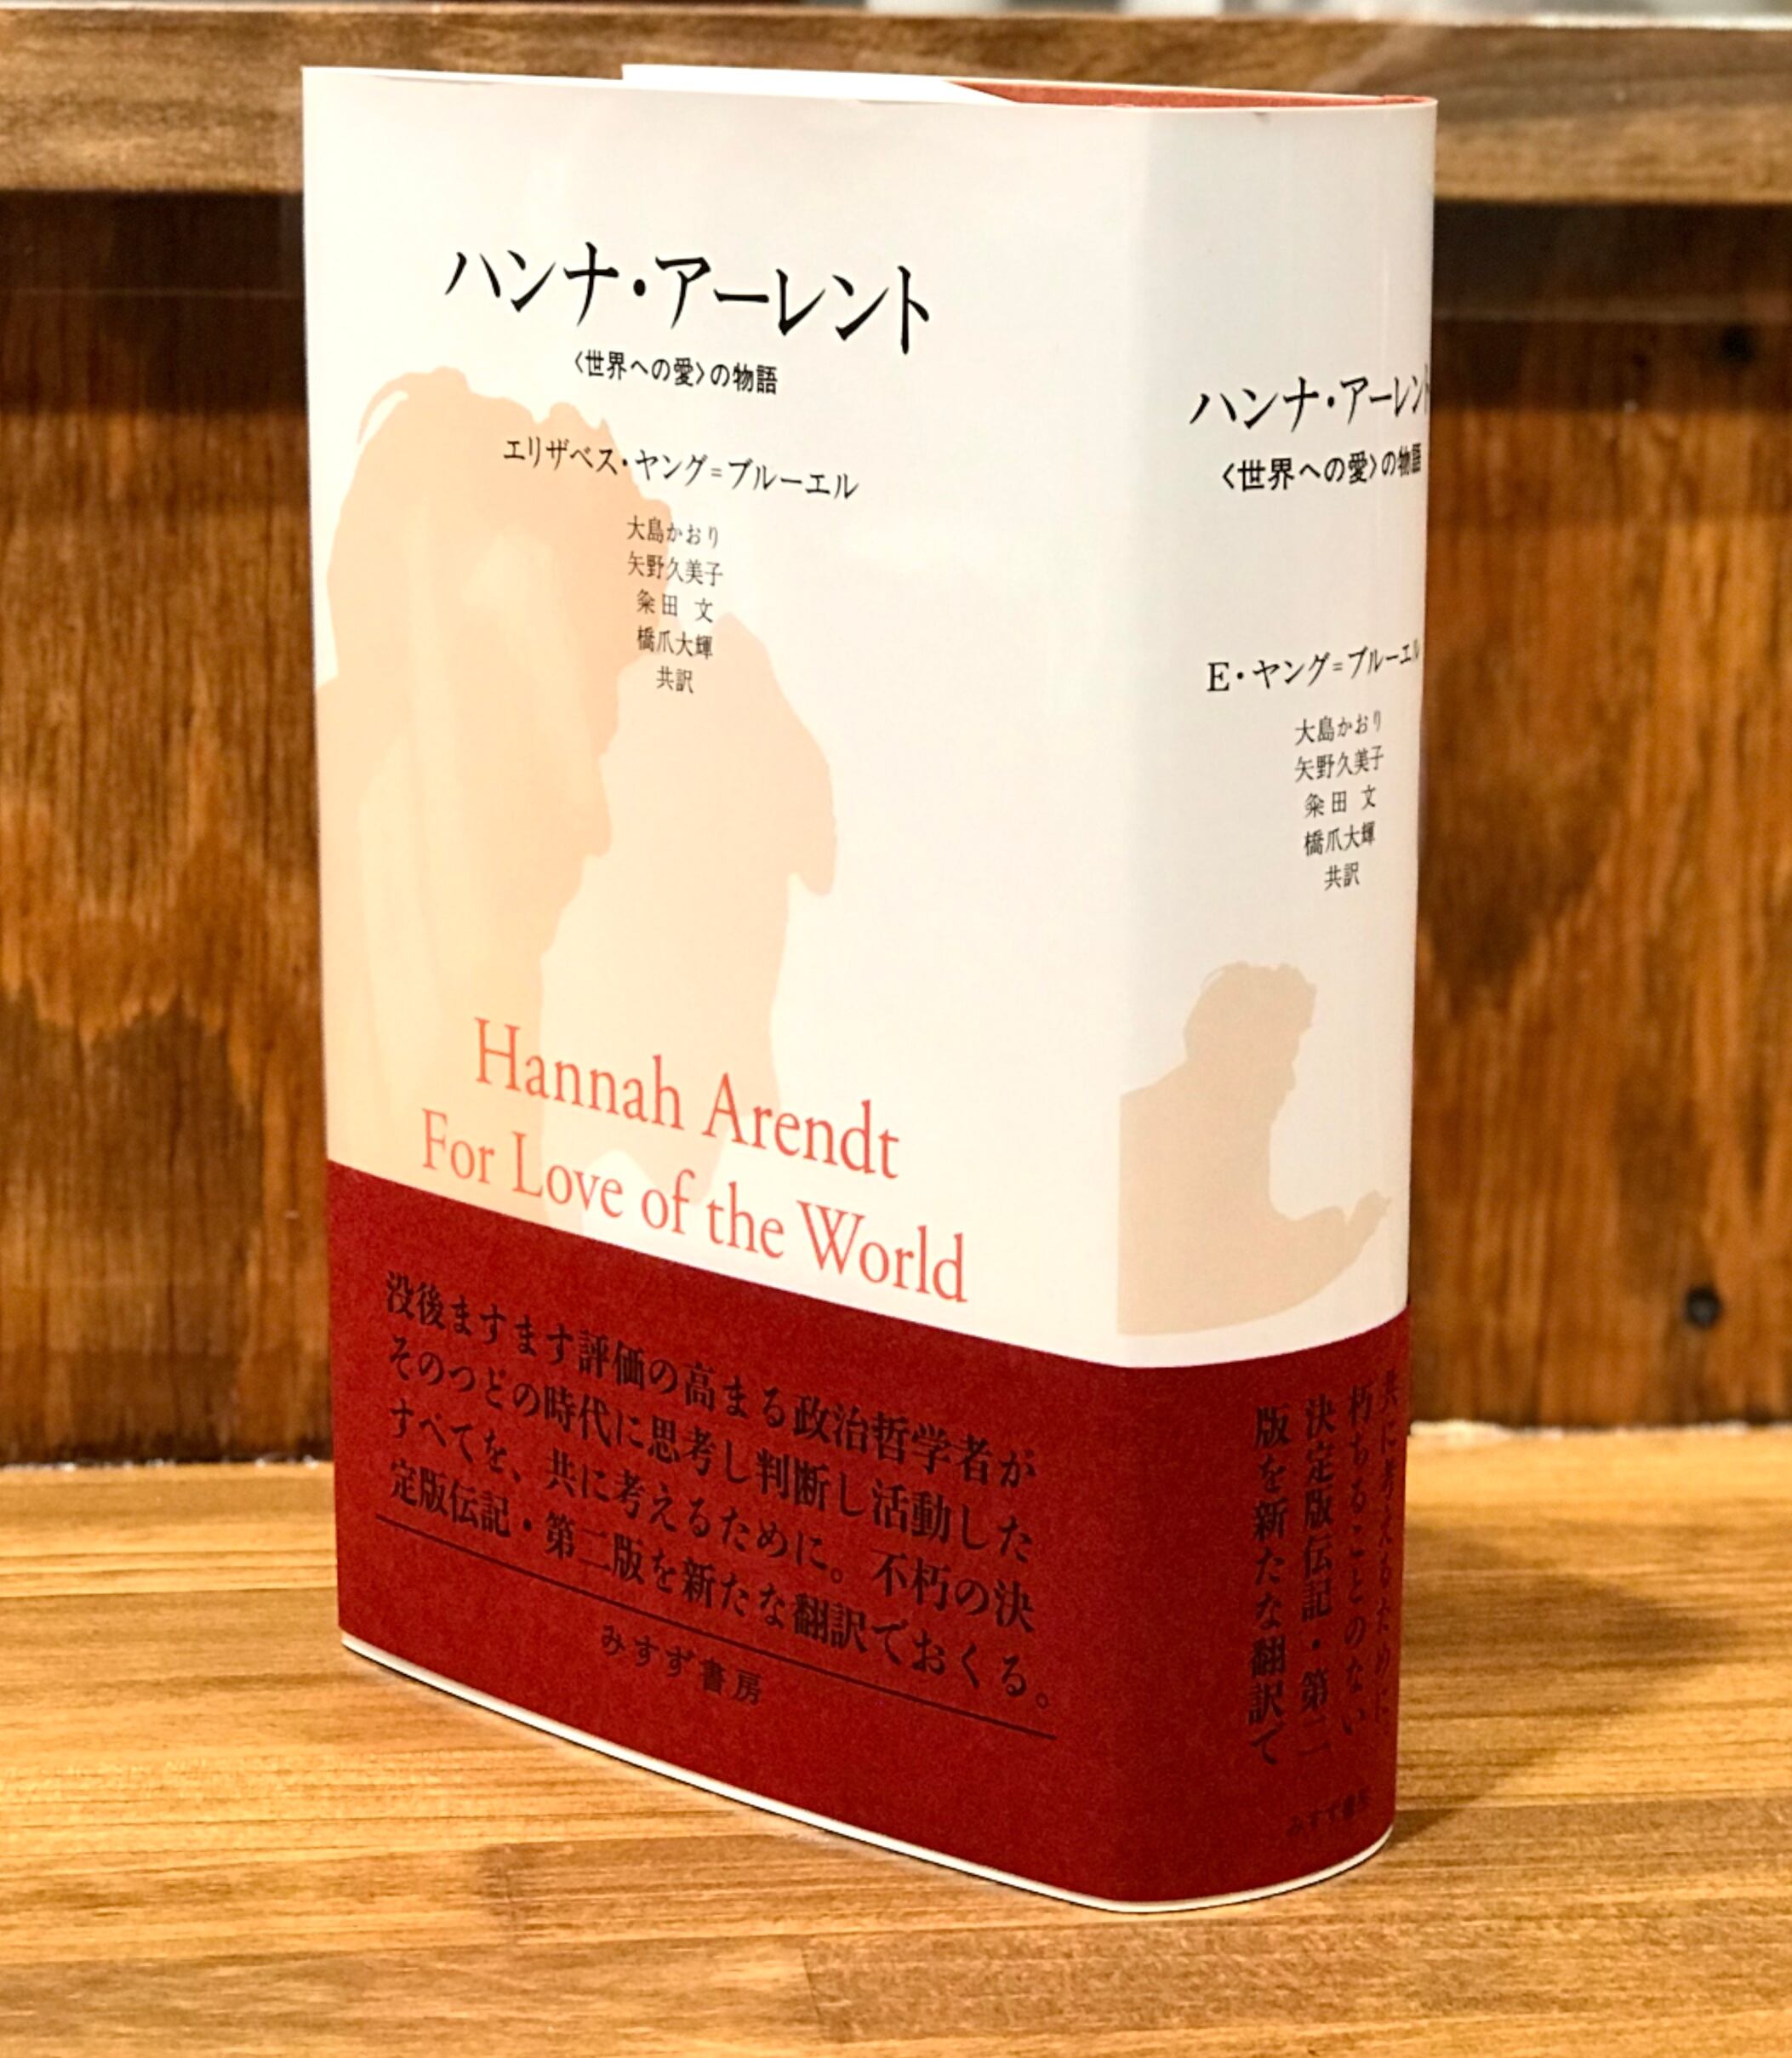 ハンナ・アーレント
〈世界への愛〉の物語
エリザベス・ヤング=ブルーエル
大島かおり
矢野久美子
粂田 文
橋爪大輝
共訳
Hannah Arendt
For Love of the World
没後ますます評価の高まる政治哲学者が
そのつどの時代に思考し判断し活動した
すべてを、共に考えるために。不朽の決
定版伝記・第二版を新たな翻訳でおくる。
みすず書房
ハンナ・アーレント
〈世界への愛〉の物語
E・ヤング=ブルーエル
大島かおり
矢野久美子
粂田 文
橋爪大輝
共訳
共に考えるために
朽ちることのない
決定版伝記・第二
版を新たな翻訳で
みすず書房